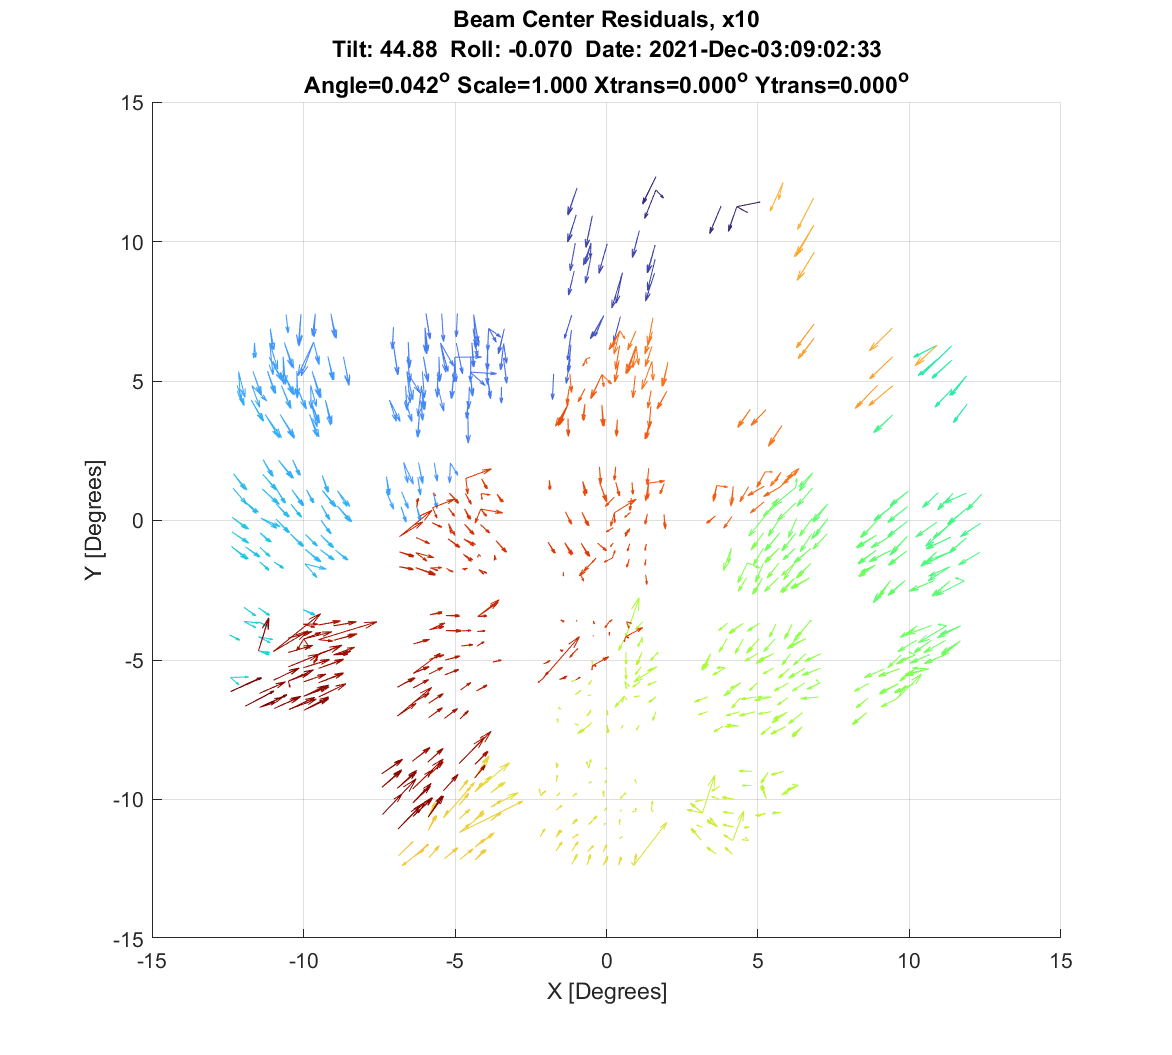 Beam Center Residuals, x10
Tilt: 44.88  Roll: -0.070  Date: 2021-Dec-03:09:02:33
Angle=0.042° Scale=1.000 Xtrans=0.000° Ytrans=0.000°
15
10
5
0
-5
-10
-15
Y [Degrees]
-15 -10 -5 0 5 10 15
X [Degrees]